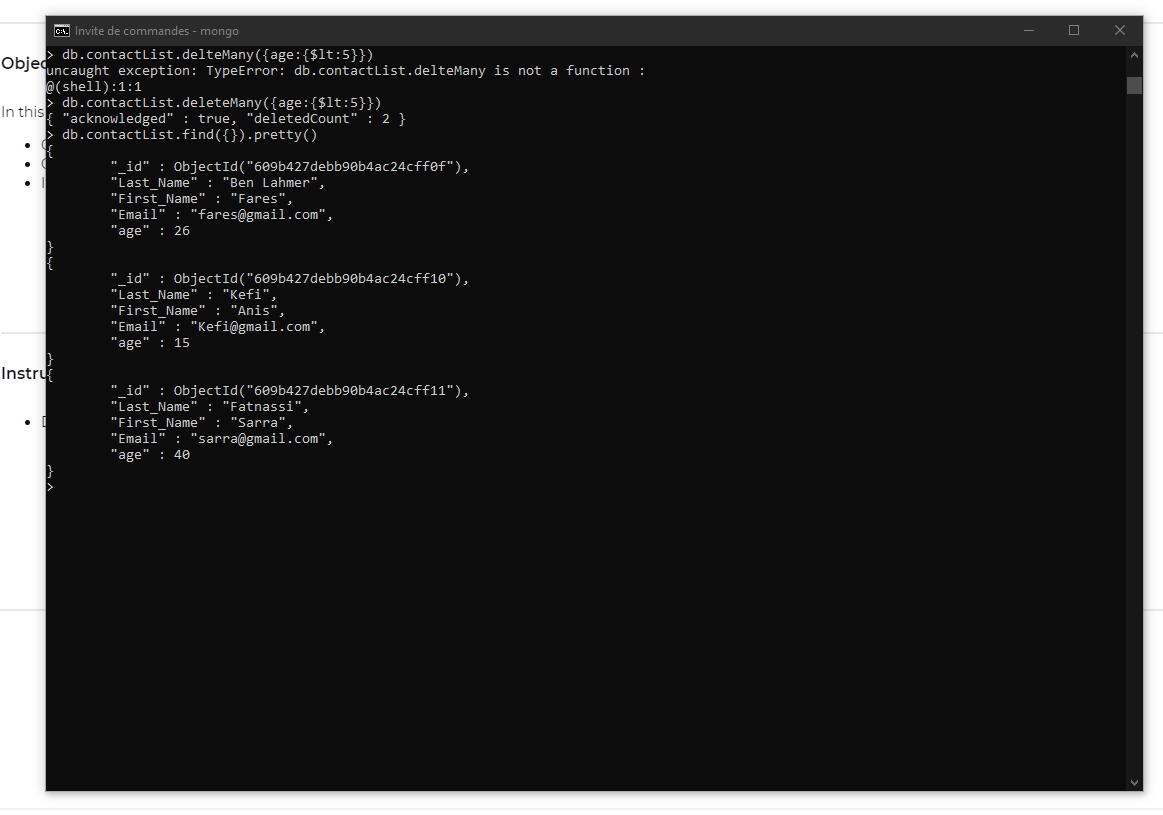 Invite de commandes - mongo
> db.contactList.delteMany({age:{$lt:5}})
uncaught exception: TypeError: db.contactList.delteMany is not a function :
@(shell):1:1
> db.contactList.deleteMany({age:{$lt:5}})
{ "acknowledged" : true, "deletedCount" : 2 }
> db.contactList.find({}).pretty()
{
"_id" : ObjectId("609b427debb90b4ac24cff0f"),
"Last_Name" : "Ben Lahmer",
"First_Name" : "Fares",
"Email" : "fares@gmail.com",
"age" : 26
}
{
"_id" : ObjectId("609b427debb90b4ac24cff10"),
"Last_Name" : "Kefi",
"First_Name" : "Anis",
"Email" : "Kefi@gmail.com",
"age" : 15
}
{
"_id" : ObjectId("609b427debb90b4ac24cff11"),
"Last_Name" : "Fatnassi",
"First_Name" : "Sarra",
"Email" : "sarra@gmail.com",
"age" : 40
}
>
In this